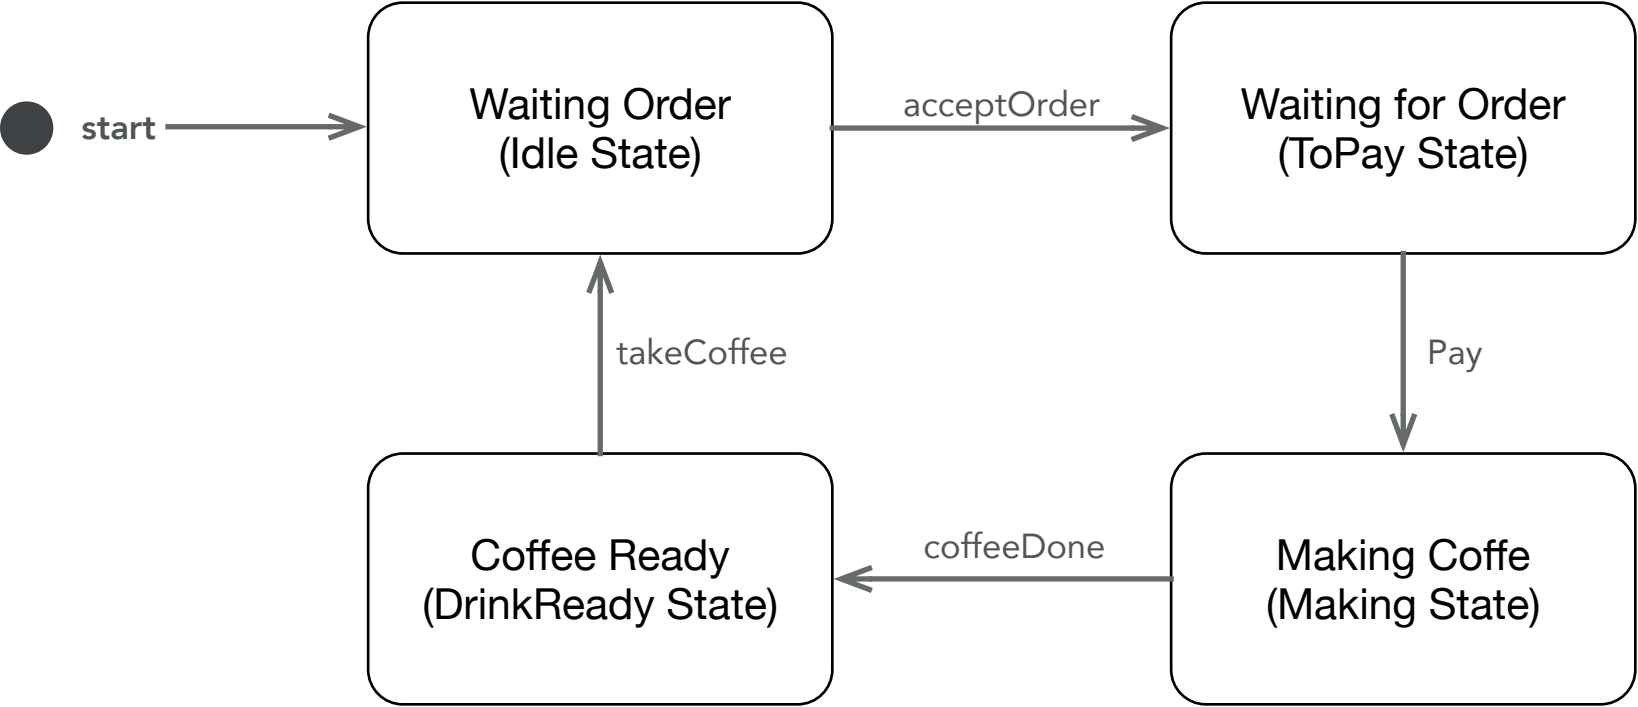 start
Waiting Order
(Idle State)
acceptOrder
Waiting for Order
(ToPay State)
takeCoffee
Pay
Coffee Ready
(DrinkReady State)
coffeeDone
Making Coffe
(Making State)